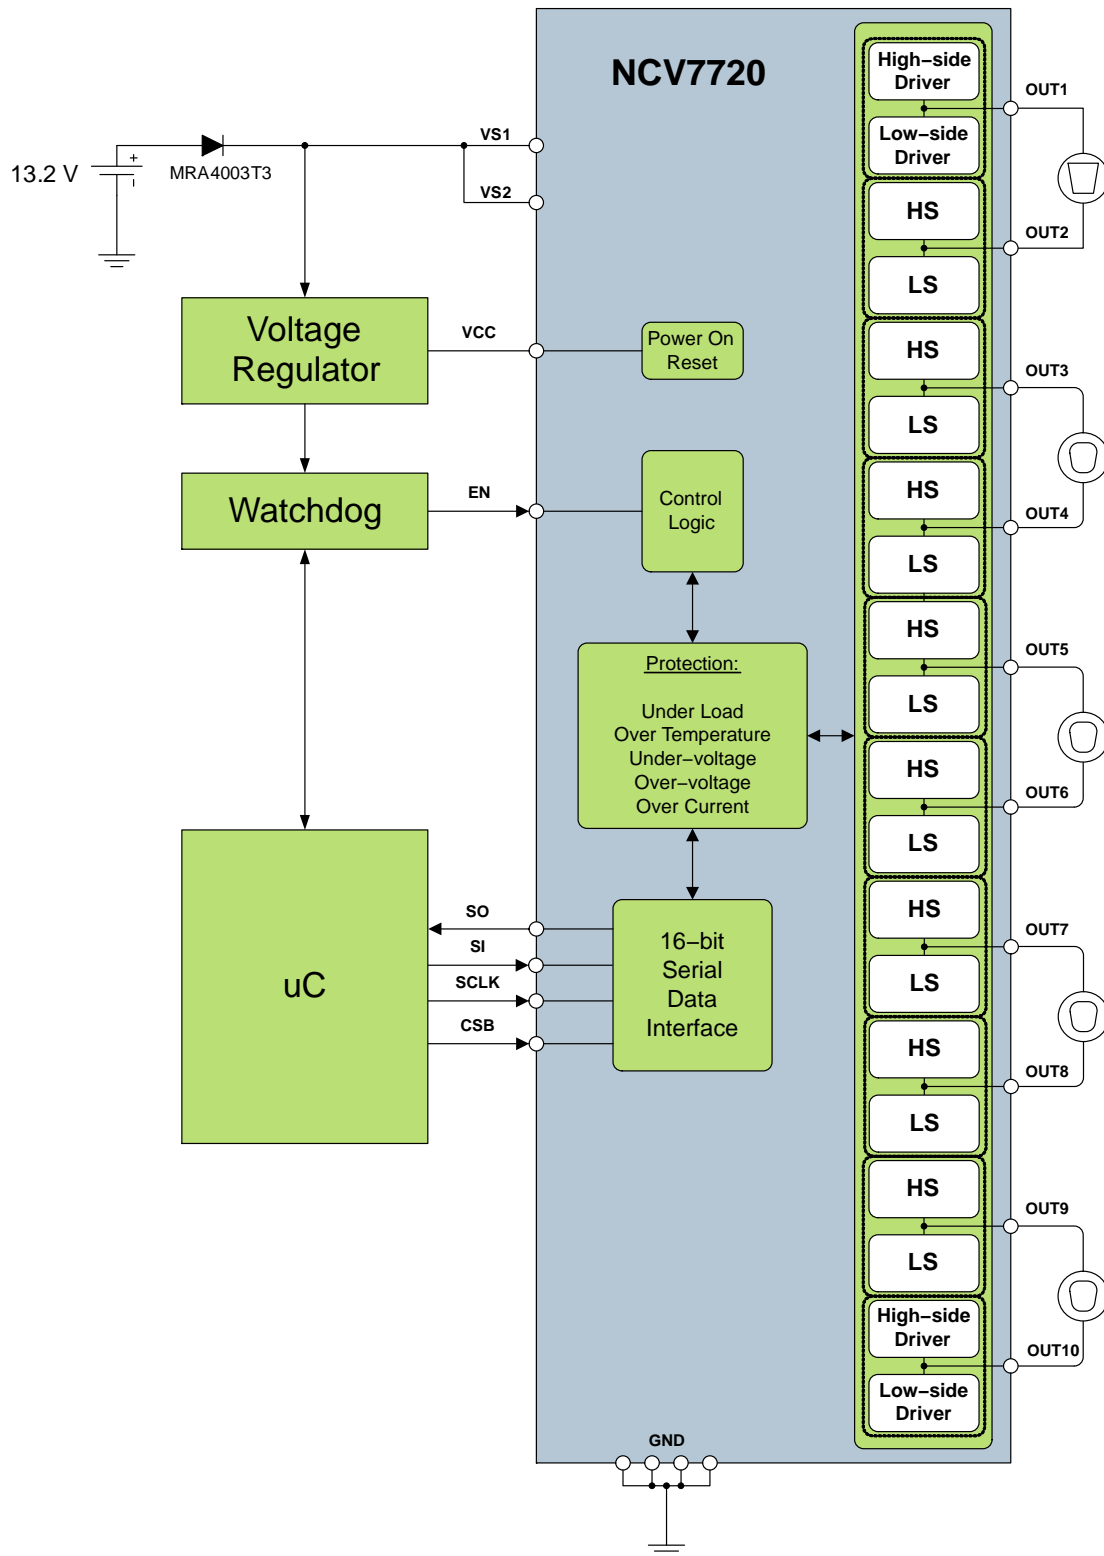 NCV7720
13.2 V
+
−
MRA4003T3
VS1
VS2
Voltage
Regulator
VCC
Power On
Reset
Watchdog
EN
Control
Logic
Protection:
Under Load
Over Temperature
Under−voltage
Over−voltage
Over Current
uC
SO
SI
SCLK
CSB
16−bit
Serial
Data
Interface
GND
High−side
Driver
Low−side
Driver
OUT1
HS
LS
OUT2
HS
LS
OUT3
HS
LS
OUT4
HS
LS
OUT5
HS
LS
OUT6
HS
LS
OUT7
HS
LS
OUT8
HS
LS
OUT9
High−side
Driver
Low−side
Driver
OUT10